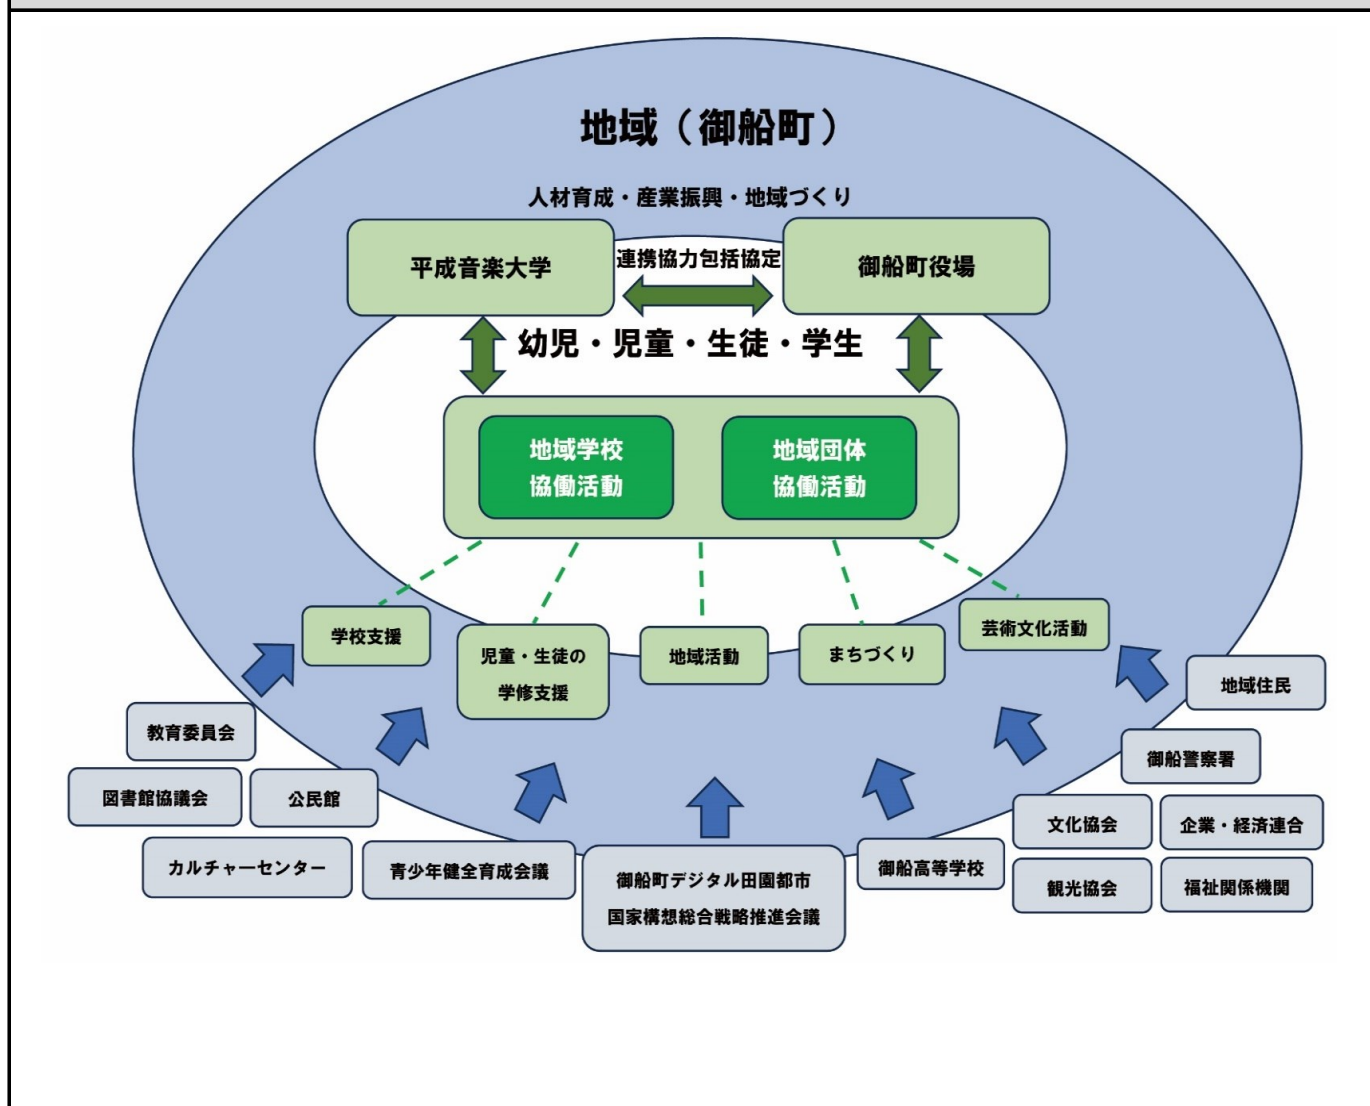 地域（御船町）
人材育成・産業振興・地域づくり
平成音楽大学
連携協力包括協定
御船町役場
幼児・児童・生徒・学生
地域学校
協働活動
地域団体
協働活動
学校支援
児童・生徒の
学修支援
地域活動
まちづくり
芸術文化活動
地域住民
教育委員会
御船警察署
図書館協議会
公民館
文化協会
企業・経済連合
カルチャーセンター
青少年健全育成会議
御船町デジタル田園都市
国家構想総合戦略推進会議
御船高等学校
観光協会
福祉関係機関